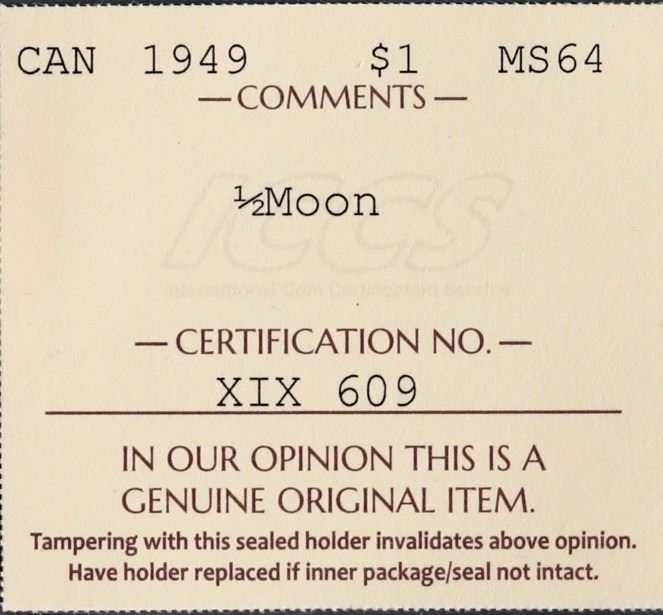 CAN 1949 $1 MS64
— COMMENTS —
½Moon
ICCS
International Coin Certification Service
— CERTIFICATION NO. —
XIX 609
IN OUR OPINION THIS IS A
GENUINE ORIGINAL ITEM.
Tampering with this sealed holder invalidates above opinion.
Have holder replaced if inner package/seal not intact.